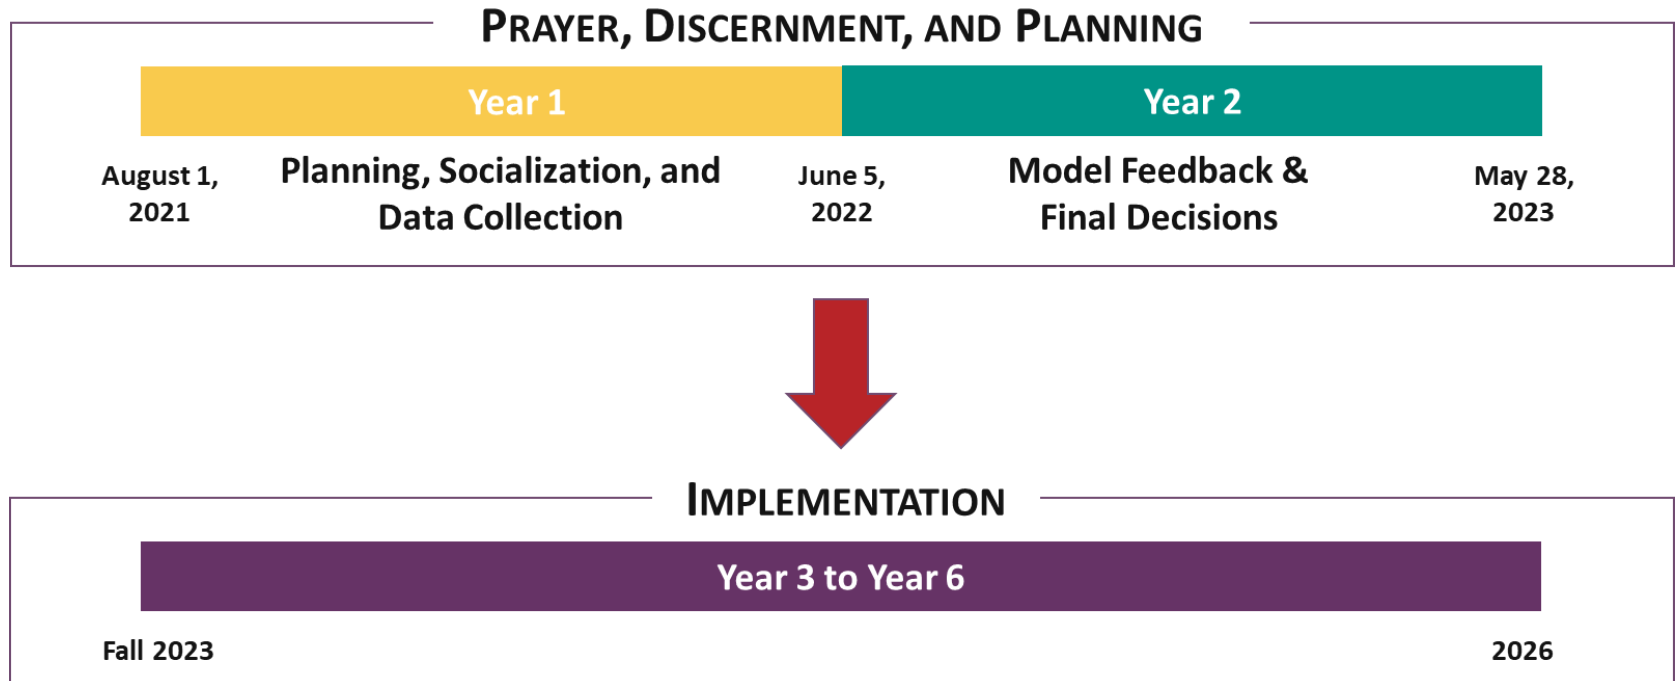 PRAYER, DISCERNMENT, AND PLANNING
Year 1
Year 2
August 1,
2021
Planning, Socialization, and
Data Collection
June 5,
2022
Model Feedback &
Final Decisions
May 28,
2023
IMPLEMENTATION
Year 3 to Year 6
Fall 2023
2026